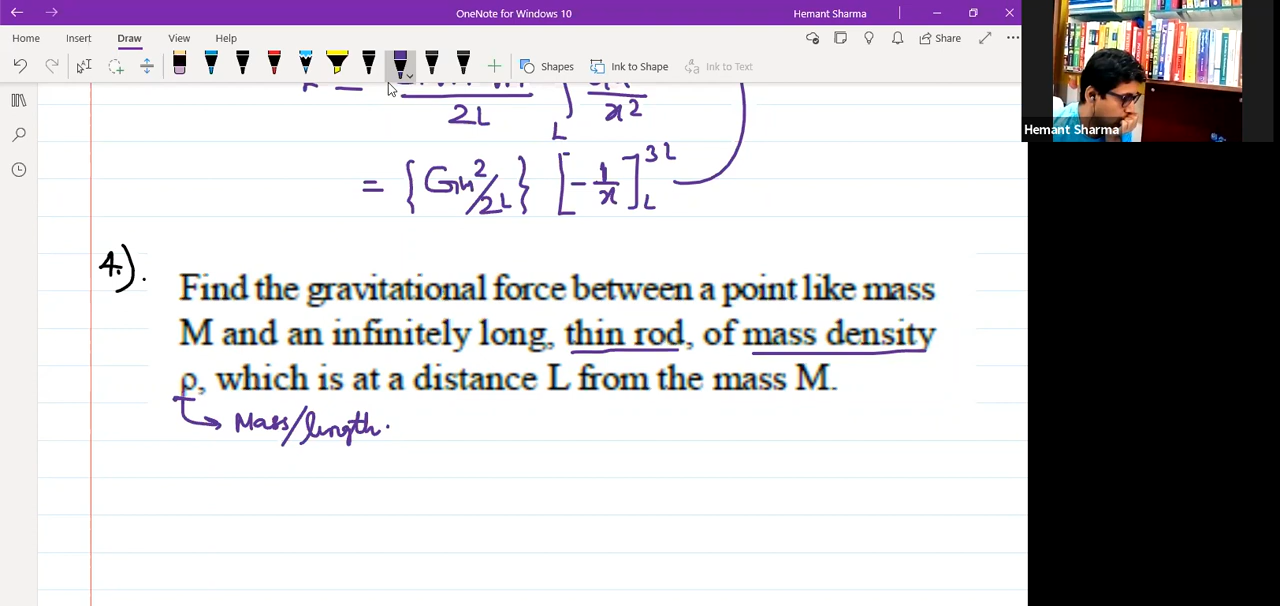 OneNote for Windows 10
Hemant Sharma
Home Insert Draw View Help
Share
Shapes Ink to Shape Ink to Text
2L L x2
= {Gm2/2L} [-1/x] 3L L
Hemant Sharma
4.).
Find the gravitational force between a point like mass
M and an infinitely long, thin rod, of mass density
ρ, which is at a distance L from the mass M.
Mass/length.